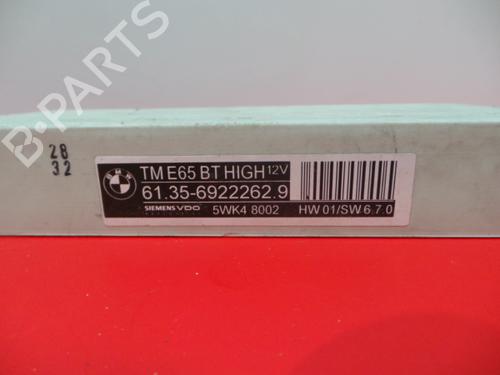 B-PARTS
28
32
BMW
TM E65 BT HIGH 12V
61.35-6922262.9
SIEMENS VDO 5WK4 8002 HW 01/SW 6.7.0